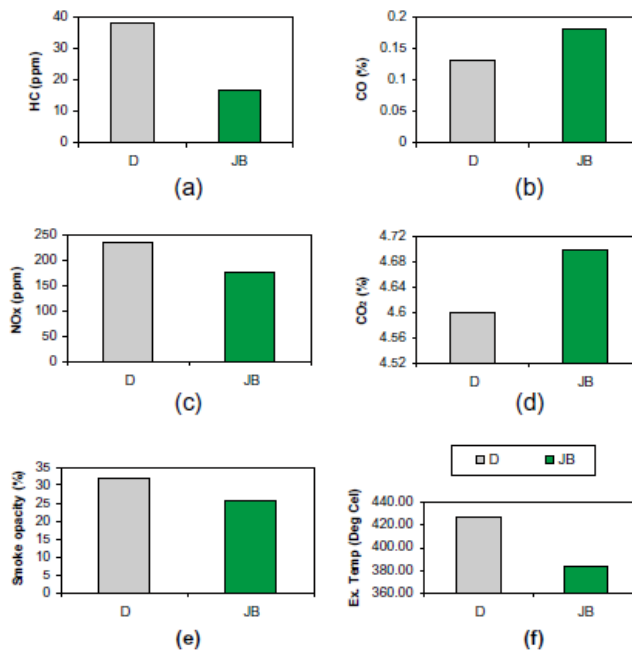 HC (ppm)
40
30
20
10
0
D JB
(a)
CO (%)
0.2
0.15
0.1
0.05
0
D JB
(b)
NOx (ppm)
250
200
150
100
50
0
D JB
(c)
CO₂ (%)
4.72
4.68
4.64
4.6
4.56
4.52
D JB
(d)
Smoke opacity (%)
35
30
25
20
15
10
5
0
D JB
(e)
D JB
Ex. Temp (Deg Cel)
440.00
420.00
400.00
380.00
360.00
D JB
(f)